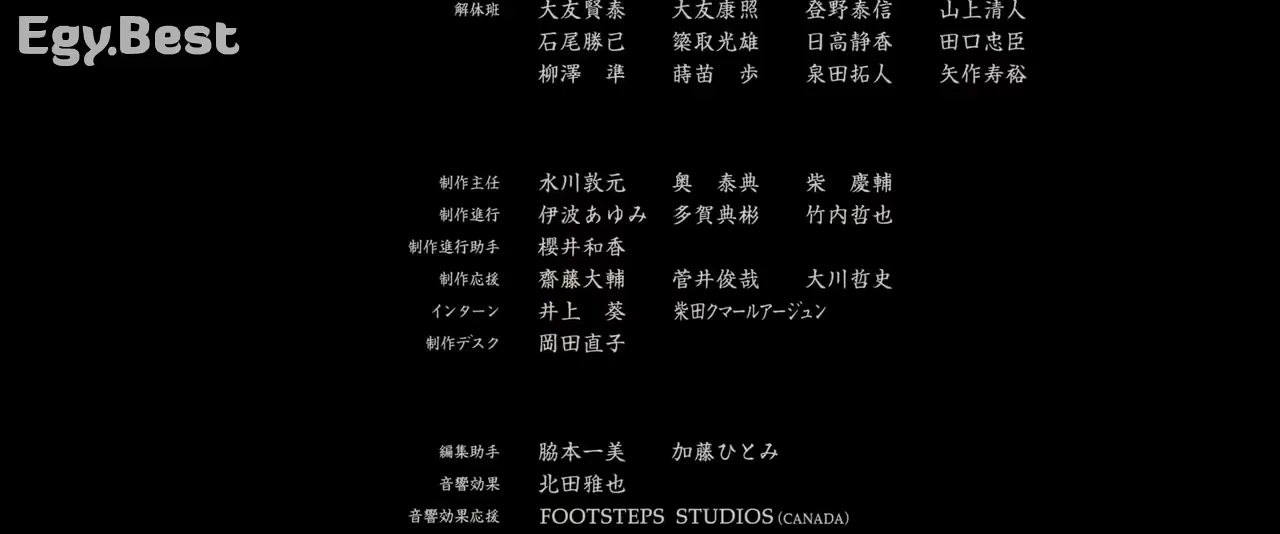 Egy.Best
解体班 大友賢泰 大友康照 登野泰信 山上清人
石尾勝己 簗取光雄 日高静香 田口忠臣
柳澤 準 蒔苗 歩 泉田拓人 矢作寿裕
制作主任 水川敦元 奥 泰典 柴 慶輔
制作進行 伊波あゆみ 多賀典彬 竹内哲也
制作進行助手 櫻井和香
制作応援 齋藤大輔 菅井俊哉 大川哲史
インターン 井上 葵 柴田クマールアージュン
制作デスク 岡田直子
編集助手 脇本一美 加藤ひとみ
音響効果 北田雅也
音響効果応援 FOOTSTEPS STUDIOS (CANADA)